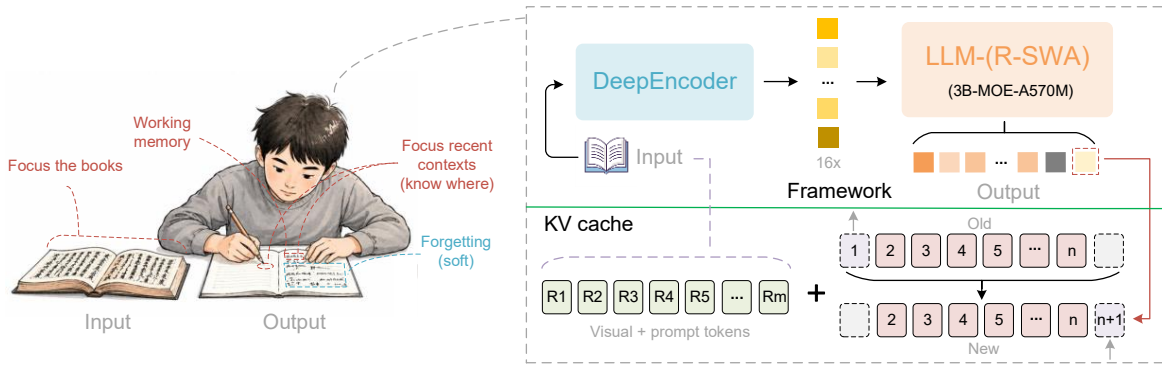 Working
memory
Focus the books
Focus recent
contexts
(know where)
Forgetting
(soft)
Input
Output
DeepEncoder
Input
...
16x
LLM-(R-SWA)
(3B-MOE-A570M)
...
Output
Framework
KV cache
R1 R2 R3 R4 R5 ... Rm
Visual + prompt tokens
+
Old
1 2 3 4 5 ... n
2 3 4 5 ... n n+1
New